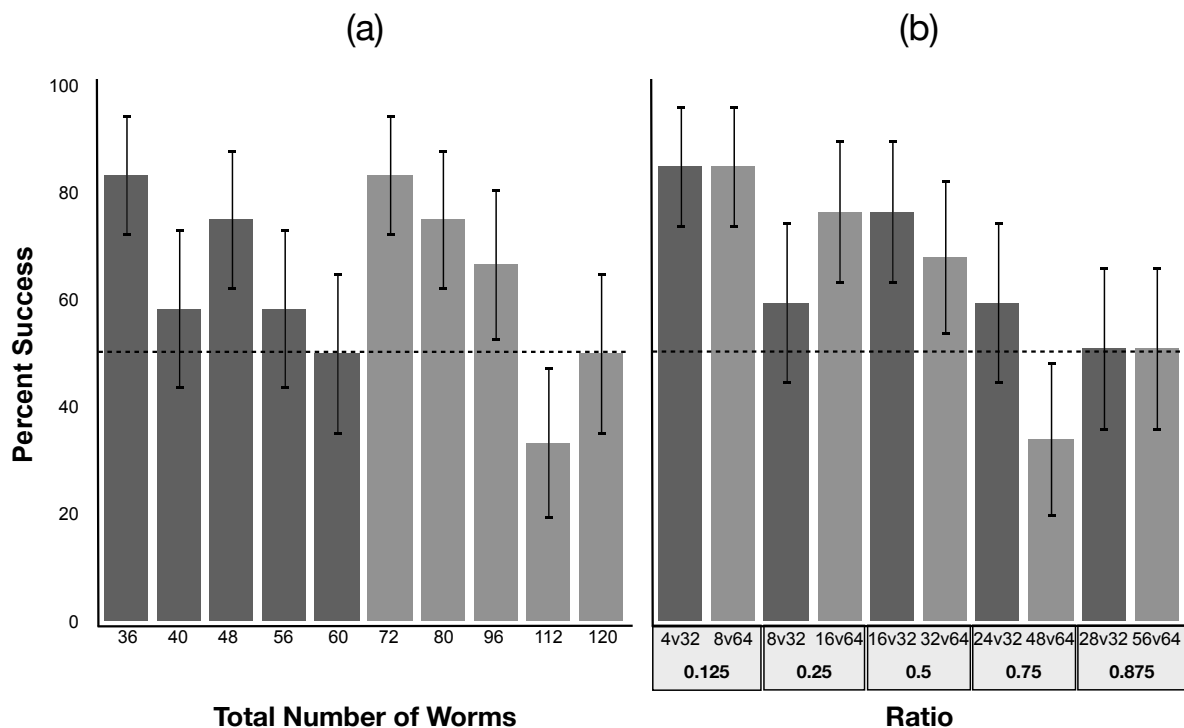 (a)
(b)
Percent Success
100
80
60
40
20
0
36 40 48 56 60 72 80 96 112 120
Total Number of Worms
4v32 8v64 8v32 16v64 16v32 32v64 24v32 48v64 28v32 56v64
0.125 0.25 0.5 0.75 0.875
Ratio